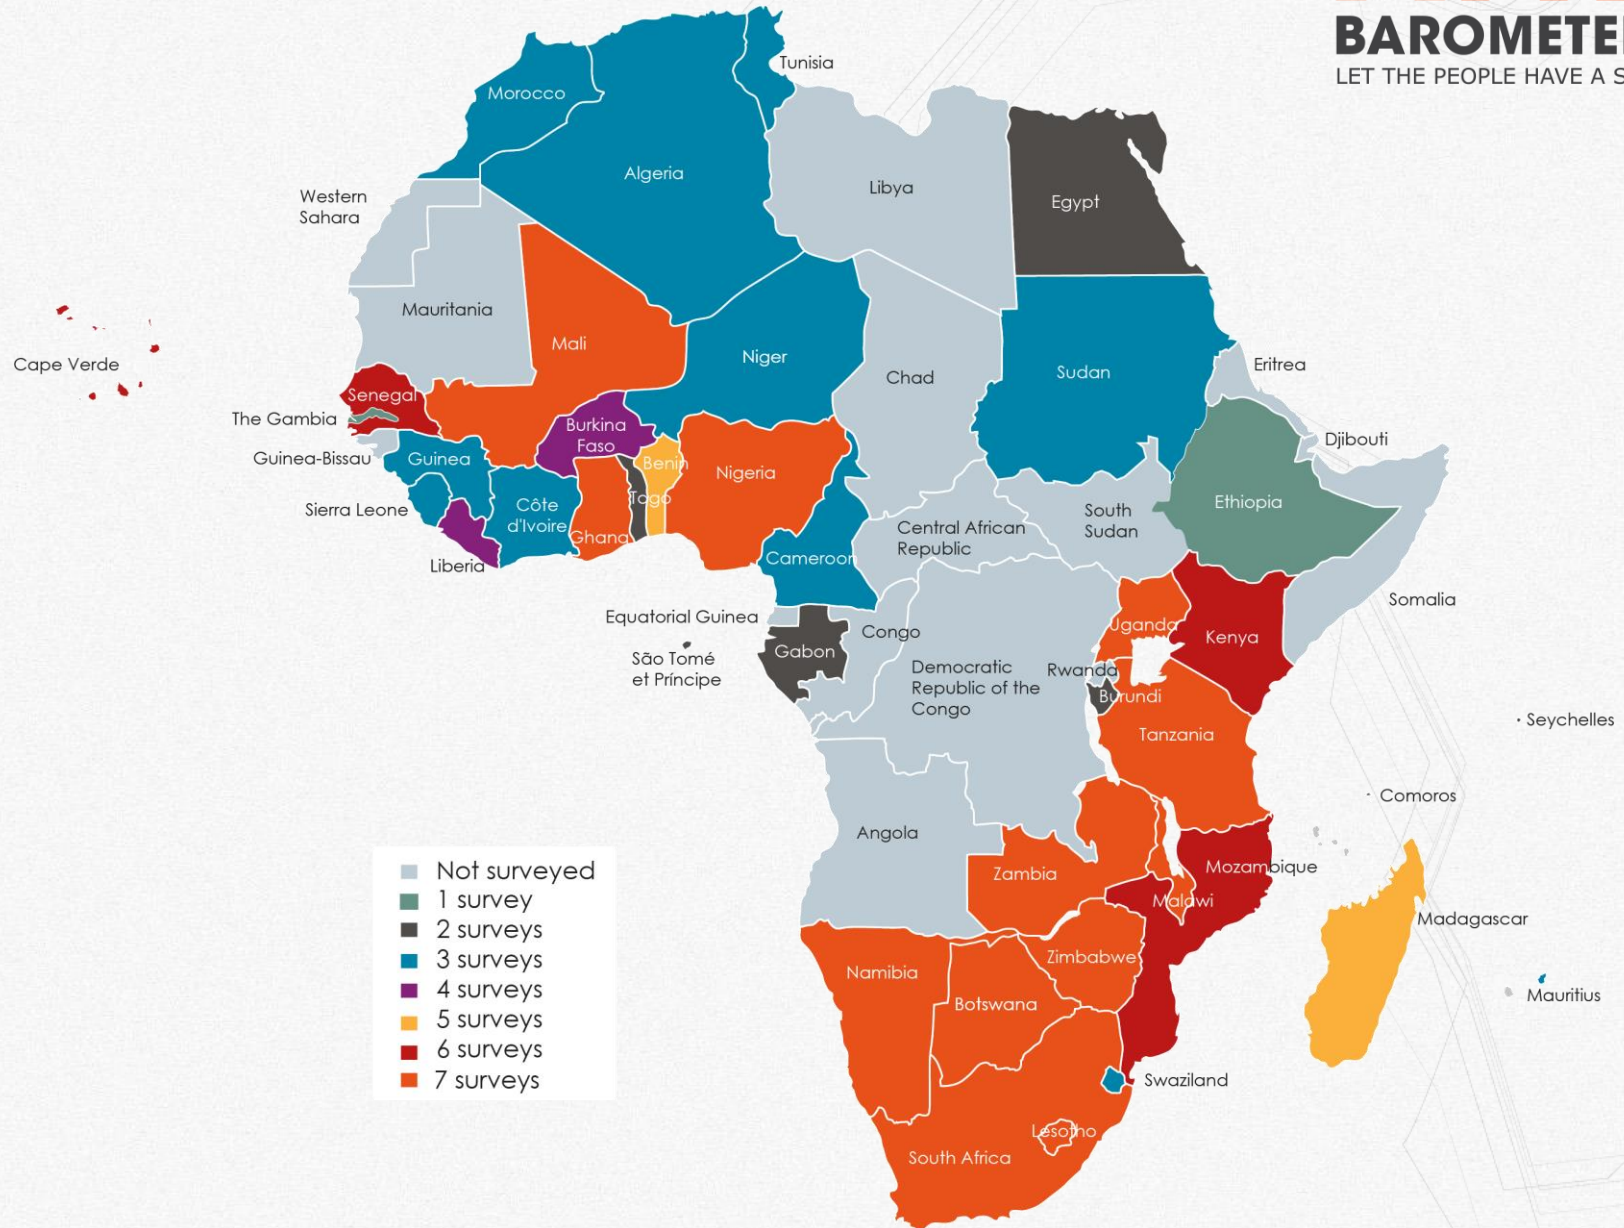 BAROMETE
LET THE PEOPLE HAVE A S
Tunisia
Morocco
Algeria
Libya
Egypt
Western
Sahara
Mauritania
Mali
Niger
Chad
Sudan
Eritrea
Cape Verde
Senegal
The Gambia
Burkina
Faso
Djibouti
Guinea-Bissau
Guinea
Benin
Nigeria
Togo
Sierra Leone
Côte
d'Ivoire
Ghana
Ethiopia
South
Sudan
Central African
Republic
Liberia
Cameroon
Somalia
Equatorial Guinea
Congo
Uganda
Kenya
São Tomé
et Príncipe
Gabon
Democratic
Republic of the
Congo
Rwanda
Burundi
Tanzania
Seychelles
Comoros
Angola
Zambia
Mozambique
Malawi
Madagascar
Namibia
Zimbabwe
Botswana
Mauritius
Swaziland
Lesotho
South Africa
Not surveyed
1 survey
2 surveys
3 surveys
4 surveys
5 surveys
6 surveys
7 surveys